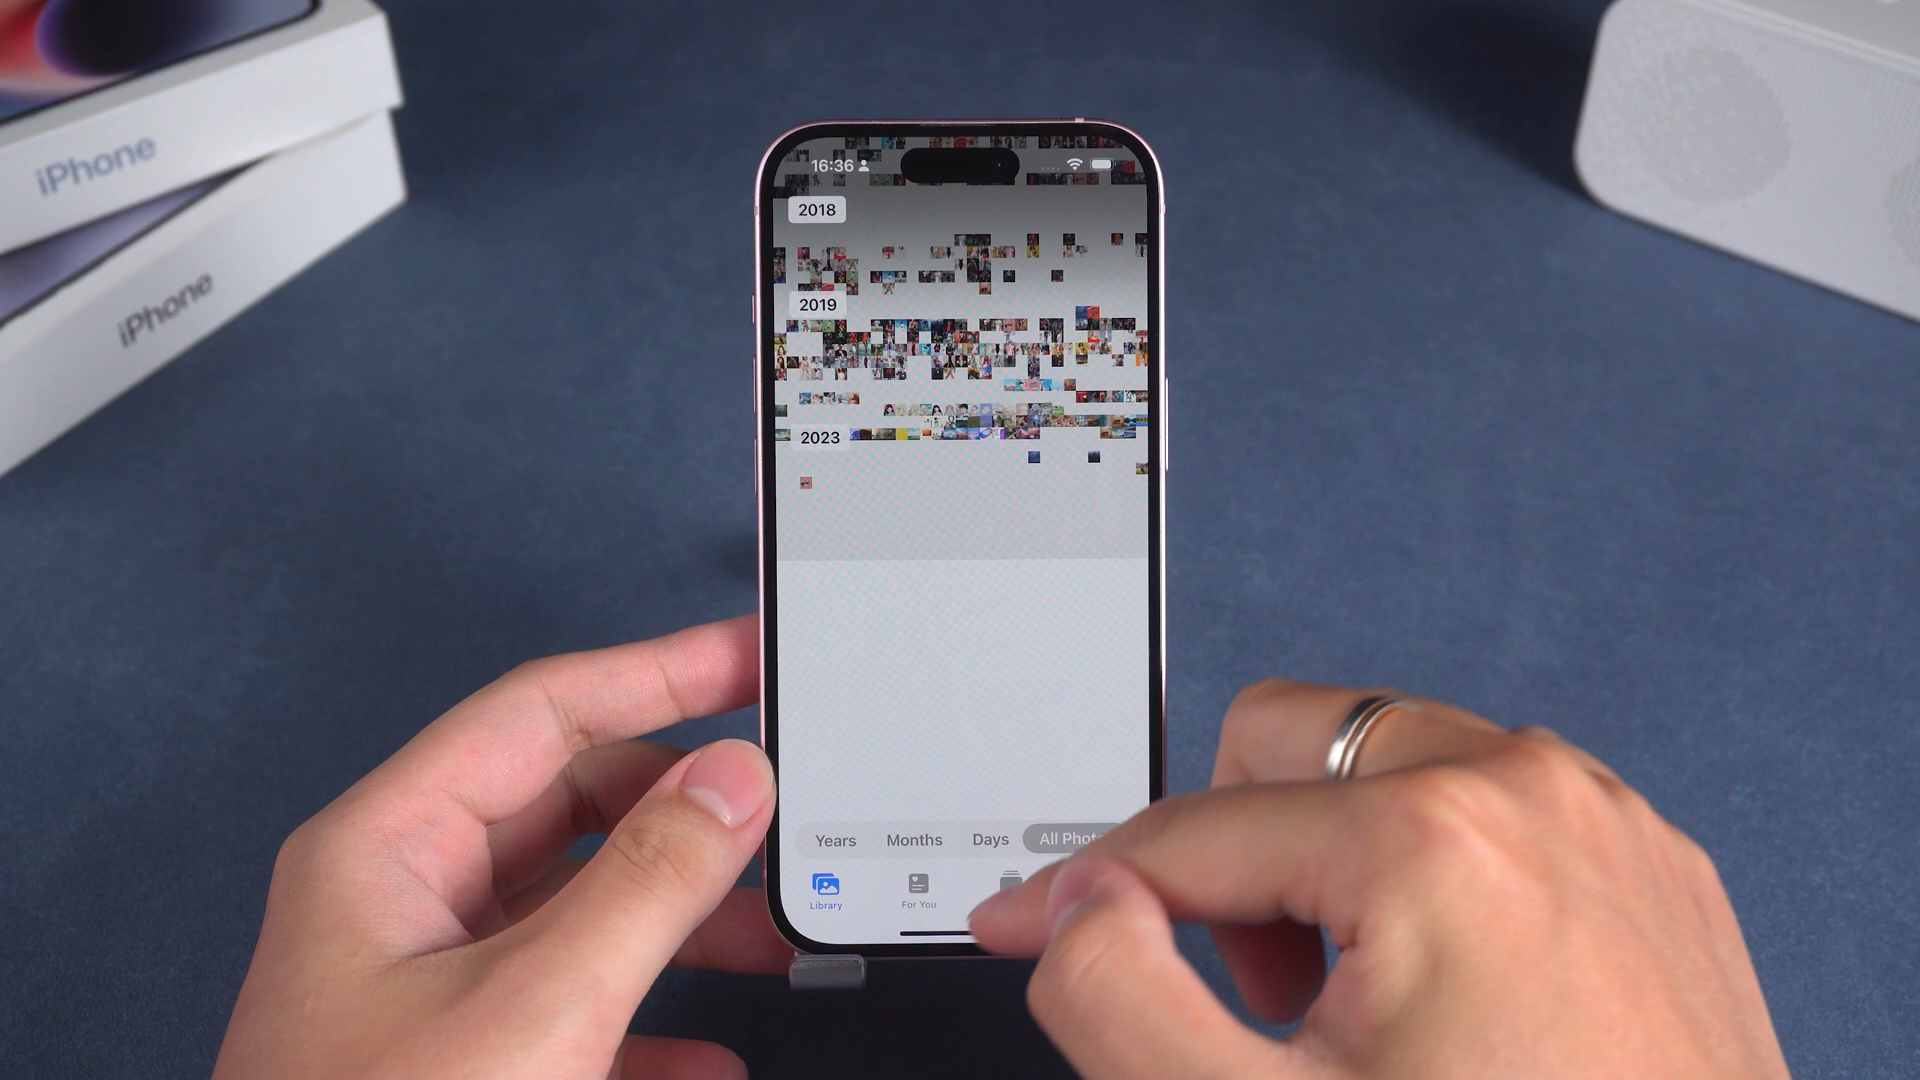 iPhone
iPhone
16:36
2018
2019
2023
Years Months Days All Phot
Library For You